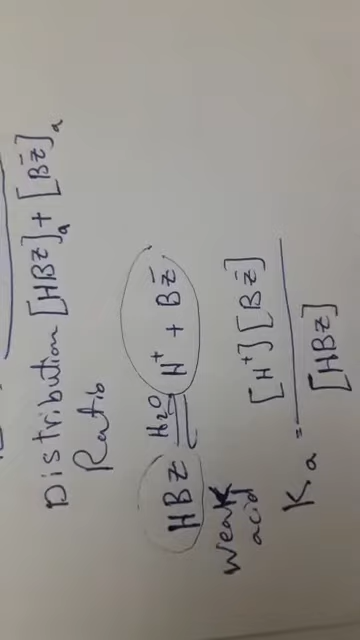 Distribution [HBz]ₐ + [Bz̄]ₐ
Ratio
HBz ⇌ H⁺ + Bz̄
H₂O
Weak
acid
Kₐ = [H⁺][Bz̄]
[HBz]